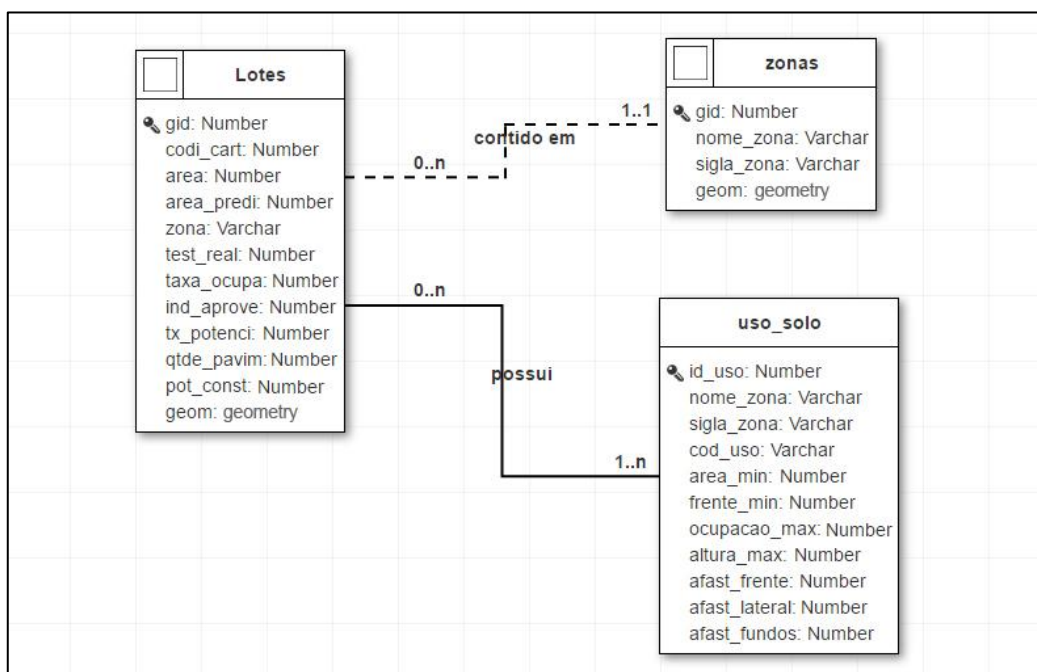 Lotes
gid: Number
codi_cart: Number
area: Number
area_predi: Number
zona: Varchar
test_real: Number
taxa_ocupa: Number
ind_aprove: Number
tx_potenci: Number
qtde_pavim: Number
pot_const: Number
geom: geometry
zonas
gid: Number
nome_zona: Varchar
sigla_zona: Varchar
geom: geometry
1..1
contido em
0..n
0..n
possui
1..n
uso_solo
id_uso: Number
nome_zona: Varchar
sigla_zona: Varchar
cod_uso: Varchar
area_min: Number
frente_min: Number
ocupacao_max: Number
altura_max: Number
afast_frente: Number
afast_lateral: Number
afast_fundos: Number